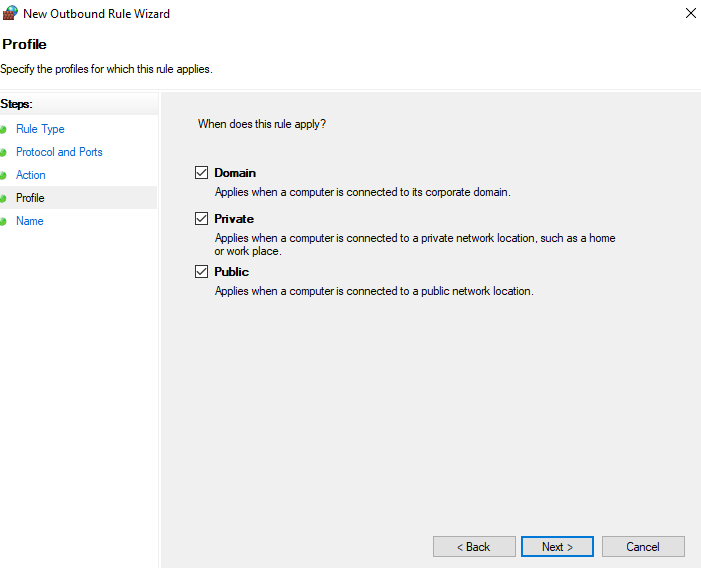 New Outbound Rule Wizard
Profile
Specify the profiles for which this rule applies.
Steps:
Rule Type
Protocol and Ports
Action
Profile
Name
When does this rule apply?
Domain
Applies when a computer is connected to its corporate domain.
Private
Applies when a computer is connected to a private network location, such as a home
or work place.
Public
Applies when a computer is connected to a public network location.
< Back
Next >
Cancel